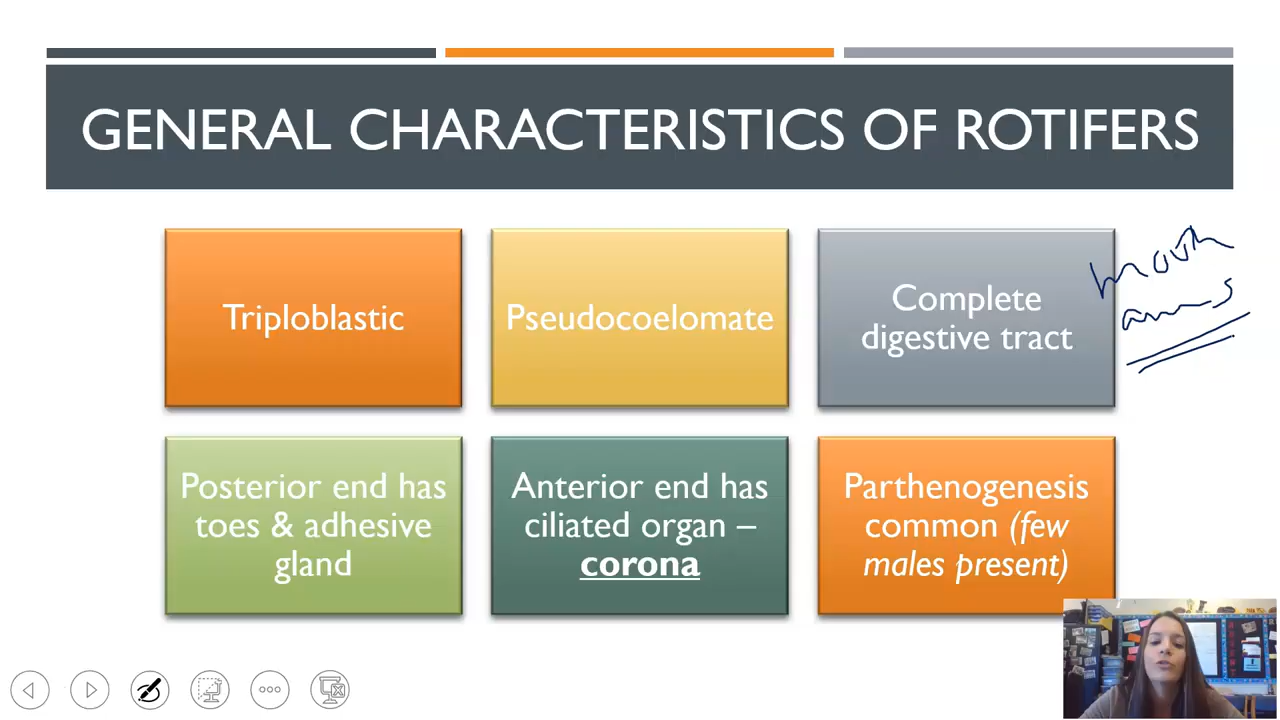 GENERAL CHARACTERISTICS OF ROTIFERS
Triploblastic
Pseudocoelomate
Complete
digestive tract
mouth
anus
Posterior end has
toes & adhesive
gland
Anterior end has
ciliated organ –
corona
Parthenogenesis
common (few
males present)